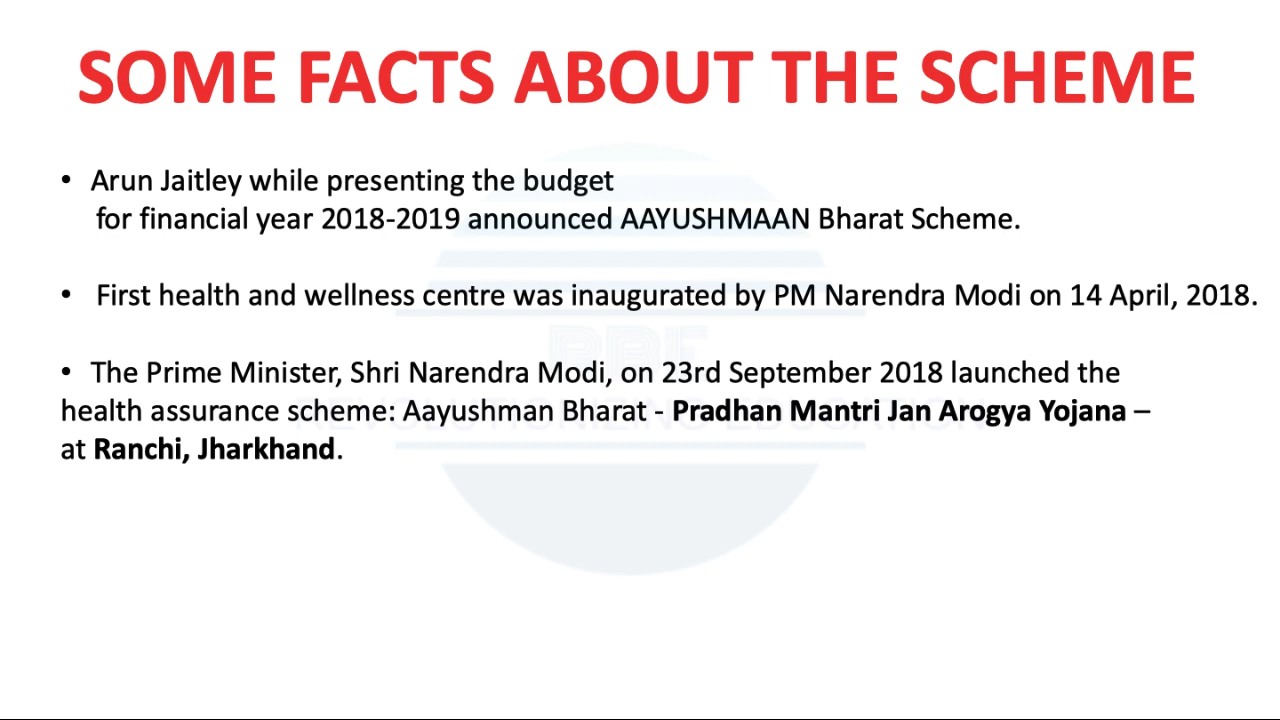 SOME FACTS ABOUT THE SCHEME
• Arun Jaitley while presenting the budget
for financial year 2018-2019 announced AAYUSHMAAN Bharat Scheme.
• First health and wellness centre was inaugurated by PM Narendra Modi on 14 April, 2018.
• The Prime Minister, Shri Narendra Modi, on 23rd September 2018 launched the
health assurance scheme: Aayushman Bharat - Pradhan Mantri Jan Arogya Yojana –
at Ranchi, Jharkhand.
REVOLUTIONIZING EDUCATION